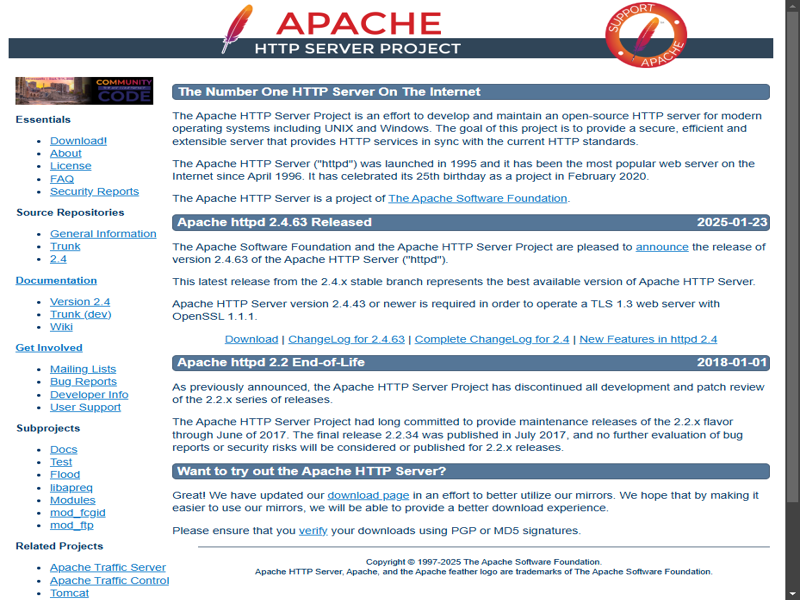 APACHE
HTTP SERVER PROJECT
SUPPORT
APACHE
COMMUNITY
CODE
Essentials
Download!
About
License
FAQ
Security Reports
Source Repositories
General Information
Trunk
2.4
Documentation
Version 2.4
Trunk (dev)
Wiki
Get Involved
Mailing Lists
Bug Reports
Developer Info
User Support
Subprojects
Docs
Test
Flood
libapreq
Modules
mod_fcgid
mod_ftp
Related Projects
Apache Traffic Server
Apache Traffic Control
Tomcat
The Number One HTTP Server On The Internet
The Apache HTTP Server Project is an effort to develop and maintain an open-source HTTP server for modern
operating systems including UNIX and Windows. The goal of this project is to provide a secure, efficient and
extensible server that provides HTTP services in sync with the current HTTP standards.
The Apache HTTP Server ("httpd") was launched in 1995 and it has been the most popular web server on the
Internet since April 1996. It has celebrated its 25th birthday as a project in February 2020.
The Apache HTTP Server is a project of The Apache Software Foundation.
Apache httpd 2.4.63 Released 2025-01-23
The Apache Software Foundation and the Apache HTTP Server Project are pleased to announce the release of
version 2.4.63 of the Apache HTTP Server ("httpd").
This latest release from the 2.4.x stable branch represents the best available version of Apache HTTP Server.
Apache HTTP Server version 2.4.43 or newer is required in order to operate a TLS 1.3 web server with
OpenSSL 1.1.1.
Download | ChangeLog for 2.4.63 | Complete ChangeLog for 2.4 | New Features in httpd 2.4
Apache httpd 2.2 End-of-Life 2018-01-01
As previously announced, the Apache HTTP Server Project has discontinued all development and patch review
of the 2.2.x series of releases.
The Apache HTTP Server Project had long committed to provide maintenance releases of the 2.2.x flavor
through June of 2017. The final release 2.2.34 was published in July 2017, and no further evaluation of bug
reports or security risks will be considered or published for 2.2.x releases.
Want to try out the Apache HTTP Server?
Great! We have updated our download page in an effort to better utilize our mirrors. We hope that by making it
easier to use our mirrors, we will be able to provide a better download experience.
Please ensure that you verify your downloads using PGP or MD5 signatures.
Copyright © 1997-2025 The Apache Software Foundation.
Apache HTTP Server, Apache, and the Apache feather logo are trademarks of The Apache Software Foundation.